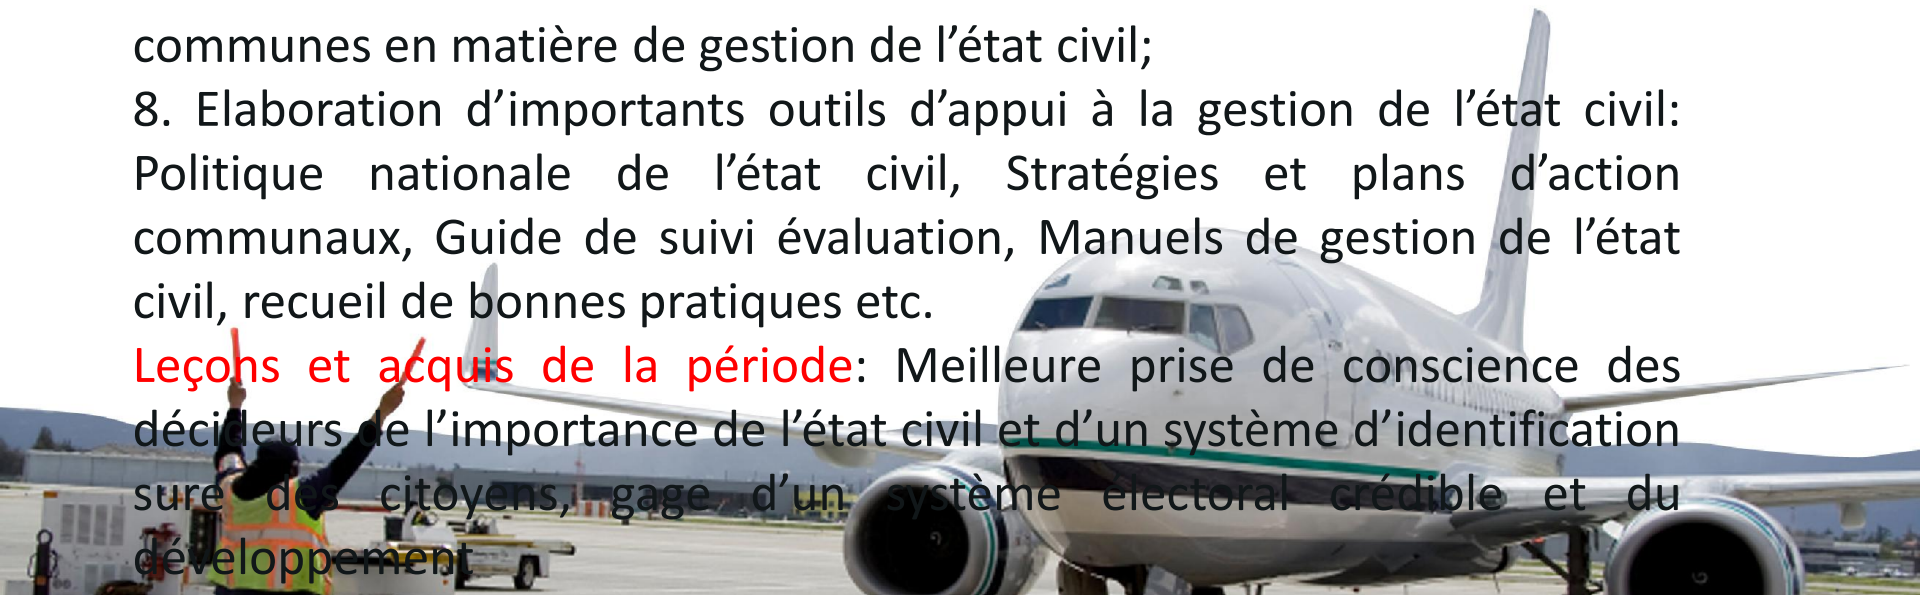 communes en matière de gestion de l’état civil;
8. Elaboration d’importants outils d’appui à la gestion de l’état civil:
Politique nationale de l’état civil, Stratégies et plans d’action
communaux, Guide de suivi évaluation, Manuels de gestion de l’état
civil, recueil de bonnes pratiques etc.
Leçons et acquis de la période: Meilleure prise de conscience des
décideurs de l’importance de l’état civil et d’un système d’identification
sure des citoyens, gage d’un système électoral crédible et du
développement